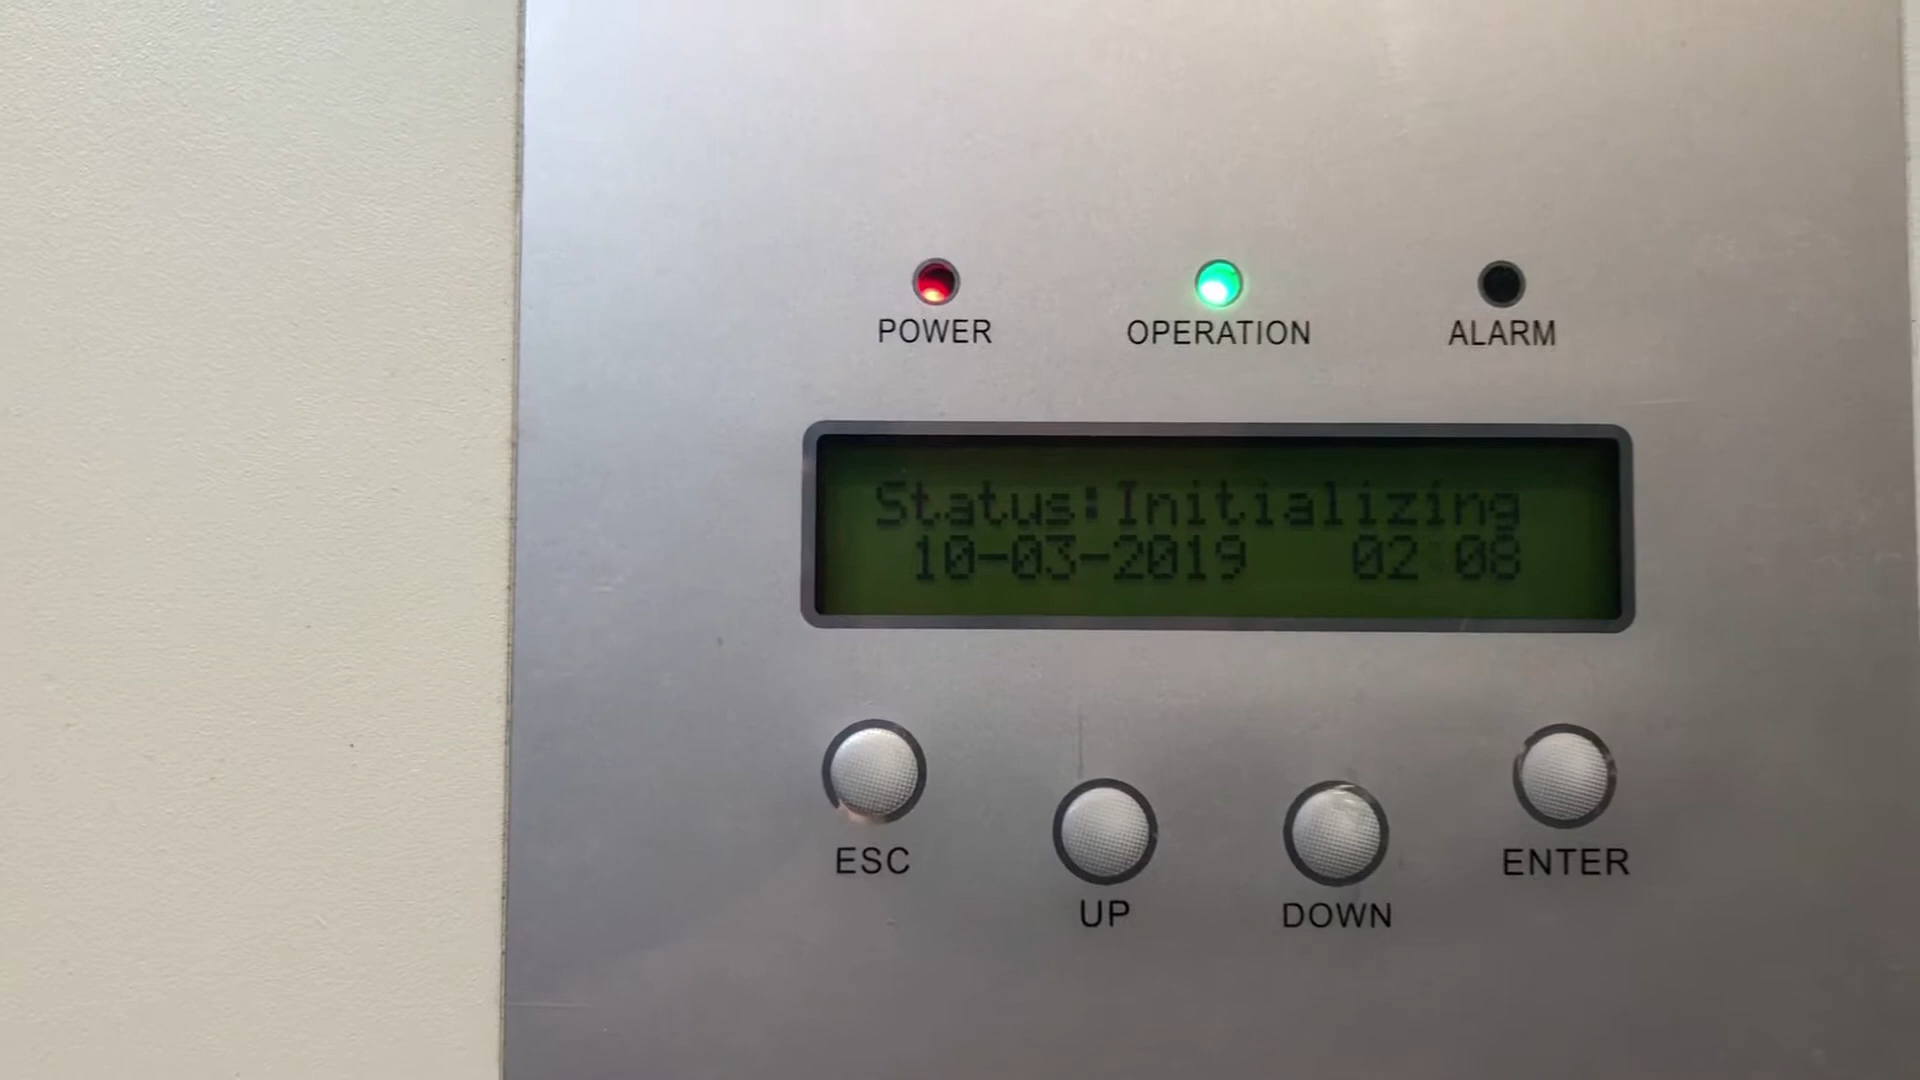 POWER OPERATION ALARM
Status:Initializing
10-03-2019 02 08
ESC UP DOWN ENTER